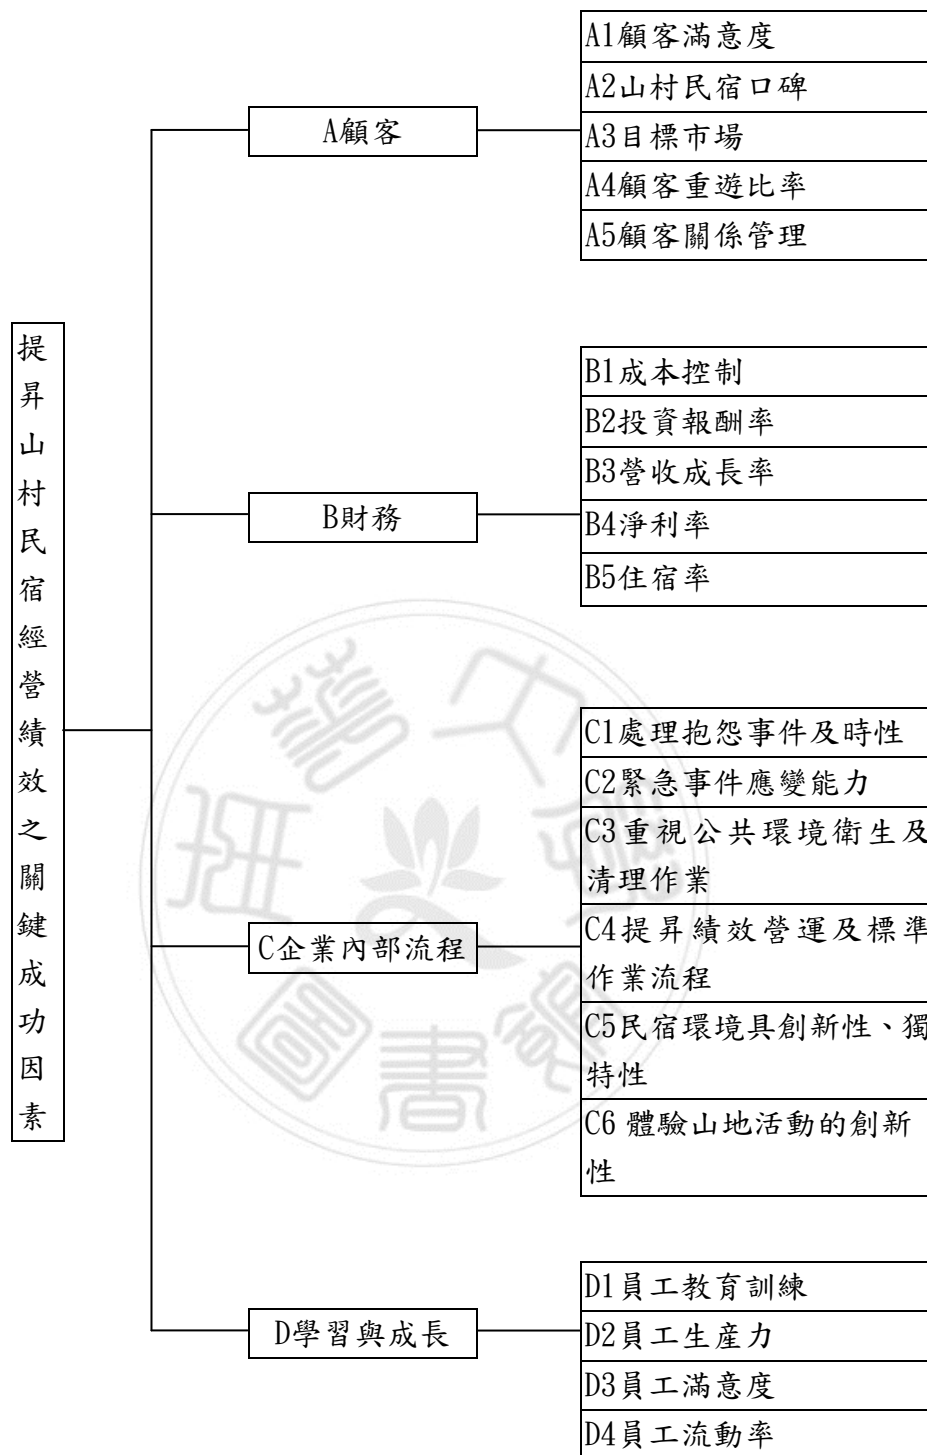 提昇山村民宿經營績效之關鍵成功因素
A顧客
A1顧客滿意度
A2山村民宿口碑
A3目標市場
A4顧客重遊比率
A5顧客關係管理
B財務
B1成本控制
B2投資報酬率
B3營收成長率
B4淨利率
B5住宿率
C企業內部流程
C1處理抱怨事件及時性
C2緊急事件應變能力
C3重視公共環境衛生及
清理作業
C4提昇績效營運及標準
作業流程
C5民宿環境具創新性、獨
特性
C6 體驗山地活動的創新
性
D學習與成長
D1員工教育訓練
D2員工生產力
D3員工滿意度
D4員工流動率